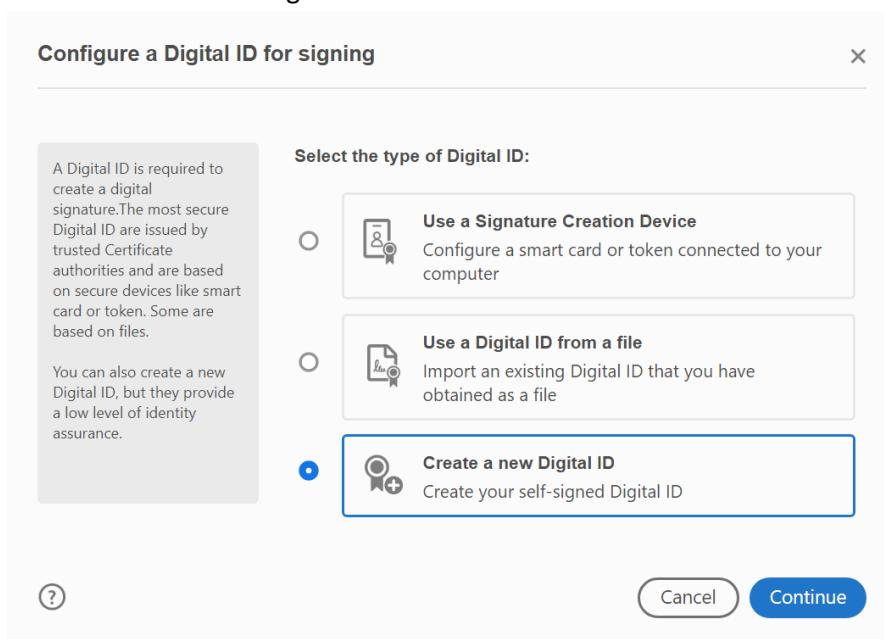 Configure a Digital ID for signing
A Digital ID is required to
create a digital
signature.The most secure
Digital ID are issued by
trusted Certificate
authorities and are based
on secure devices like smart
card or token. Some are
based on files.
You can also create a new
Digital ID, but they provide
a low level of identity
assurance.
Select the type of Digital ID:
Use a Signature Creation Device
Configure a smart card or token connected to your
computer
Use a Digital ID from a file
Import an existing Digital ID that you have
obtained as a file
Create a new Digital ID
Create your self-signed Digital ID
?
Cancel
Continue